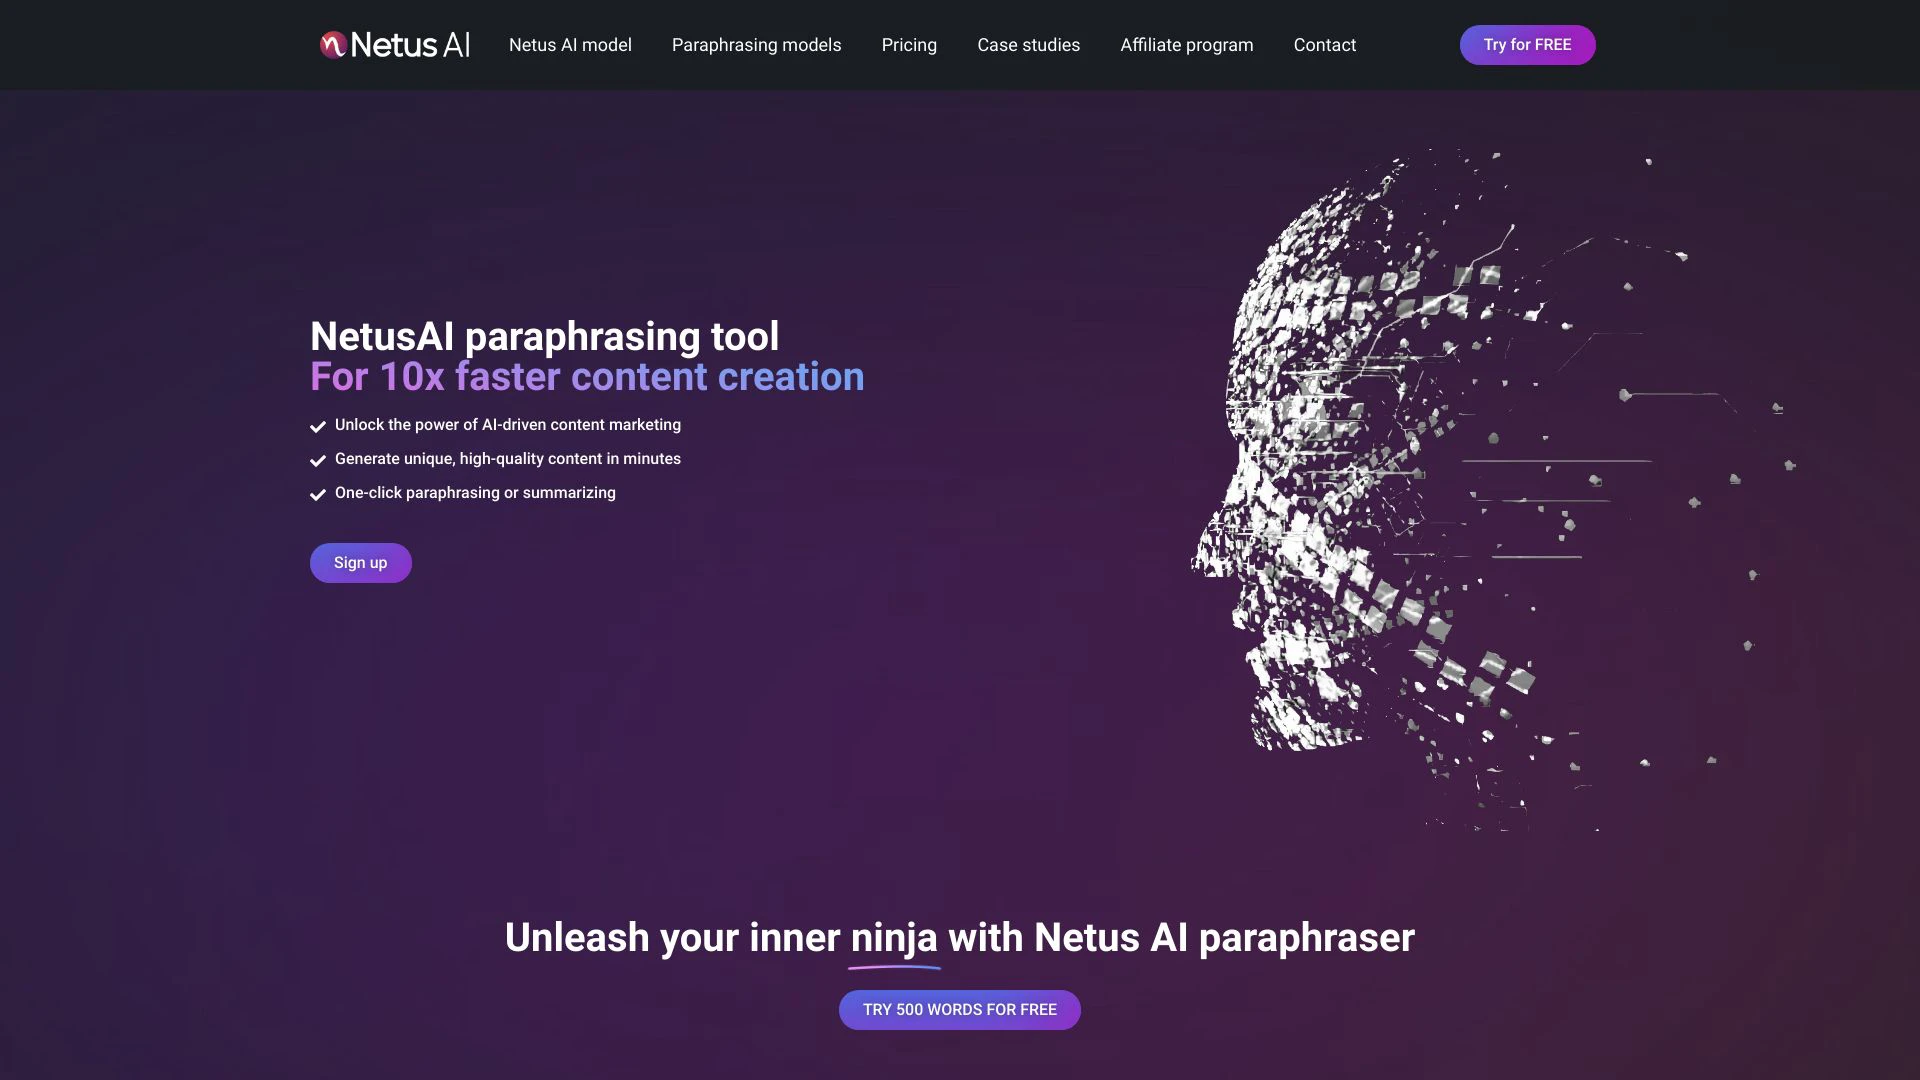 Netus AI
Netus AI model
Paraphrasing models
Pricing
Case studies
Affiliate program
Contact
Try for FREE
NetusAI paraphrasing tool
For 10x faster content creation
Unlock the power of AI-driven content marketing
Generate unique, high-quality content in minutes
One-click paraphrasing or summarizing
Sign up
Unleash your inner ninja with Netus AI paraphraser
TRY 500 WORDS FOR FREE